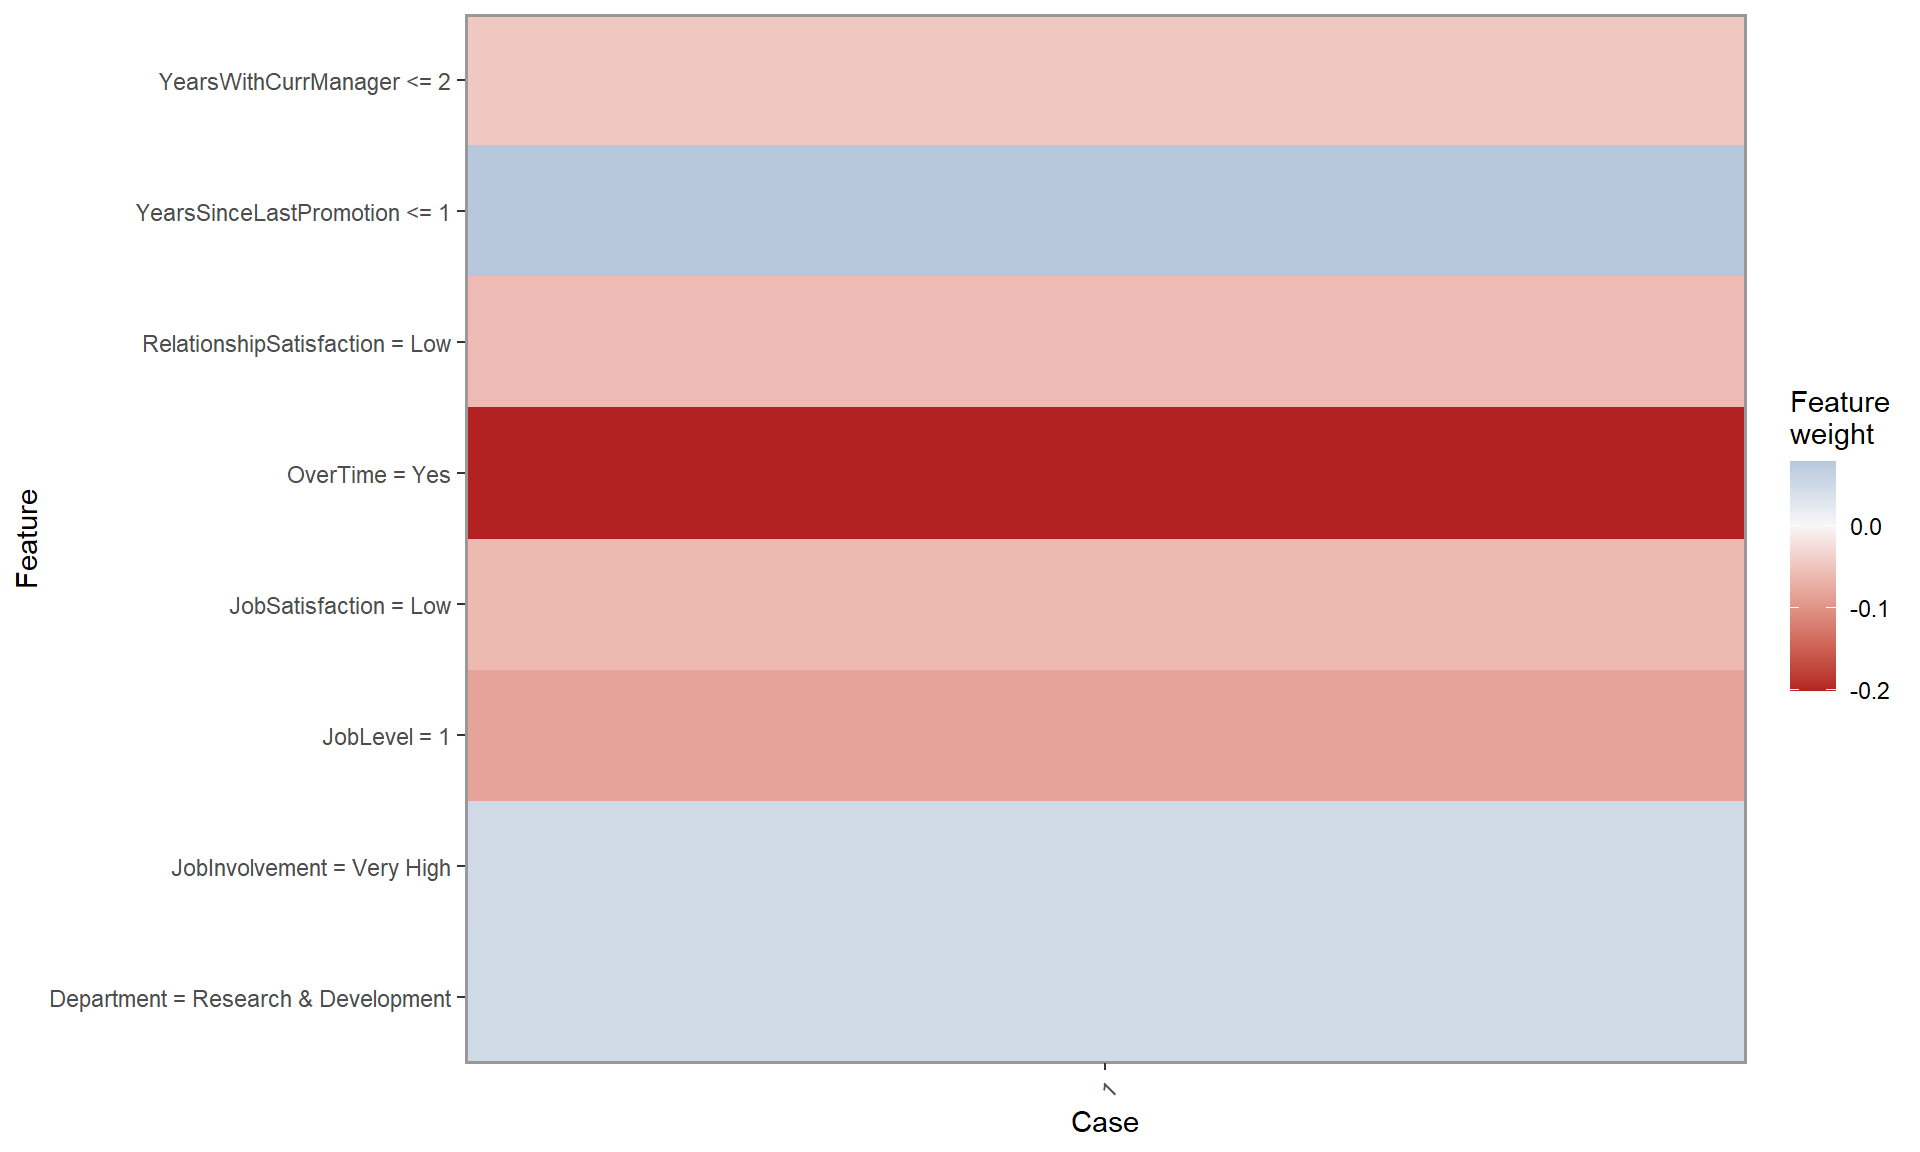 YearsWithCurrManager <= 2
YearsSinceLastPromotion <= 1
RelationshipSatisfaction = Low
OverTime = Yes
JobSatisfaction = Low
JobLevel = 1
JobInvolvement = Very High
Department = Research & Development
Feature
1
Case
Feature
weight
0.0
-0.1
-0.2